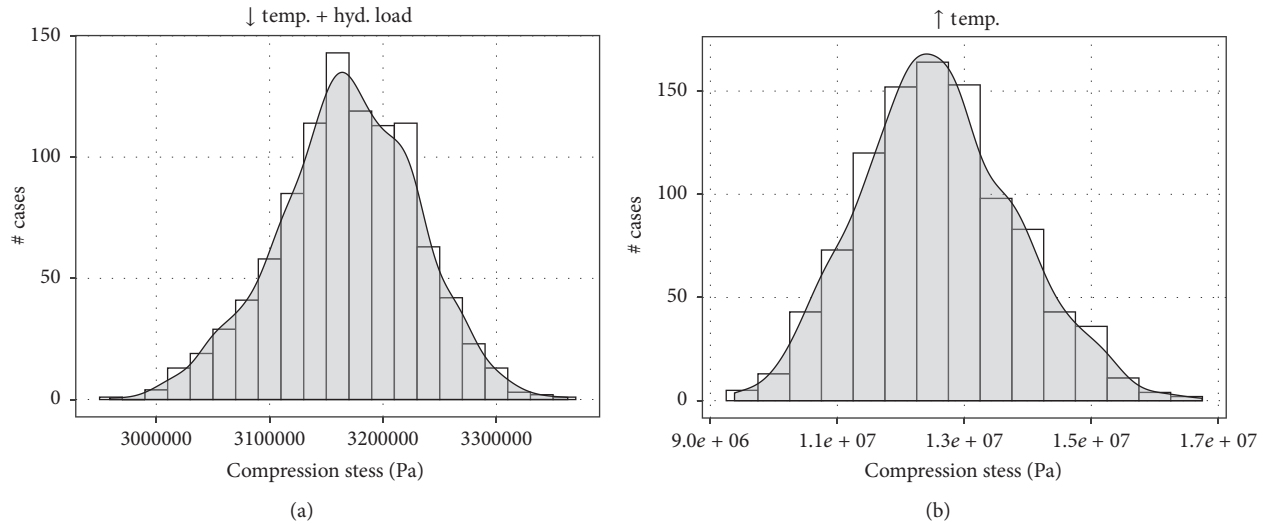 ↓ temp. + hyd. load
150
100
50
0
# cases
3000000 3100000 3200000 3300000
Compression stess (Pa)
(a)
↑ temp.
150
100
50
0
# cases
9.0e + 06 1.1e + 07 1.3e + 07 1.5e + 07 1.7e + 07
Compression stess (Pa)
(b)